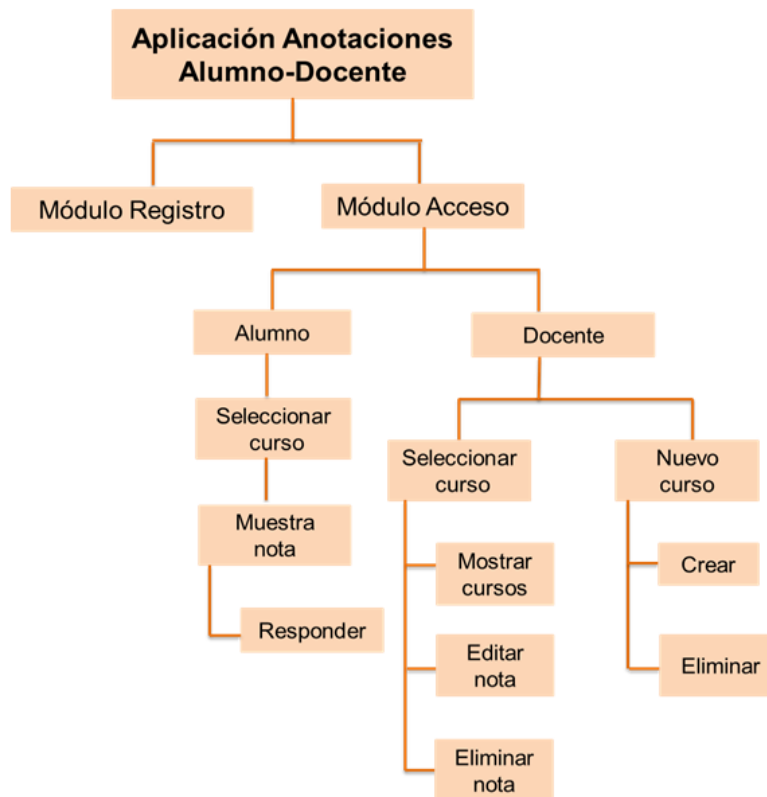 Aplicación Anotaciones
Alumno-Docente
Módulo Registro
Módulo Acceso
Alumno
Docente
Seleccionar
curso
Seleccionar
curso
Nuevo
curso
Muestra
nota
Mostrar
cursos
Crear
Responder
Editar
nota
Eliminar
Eliminar
nota